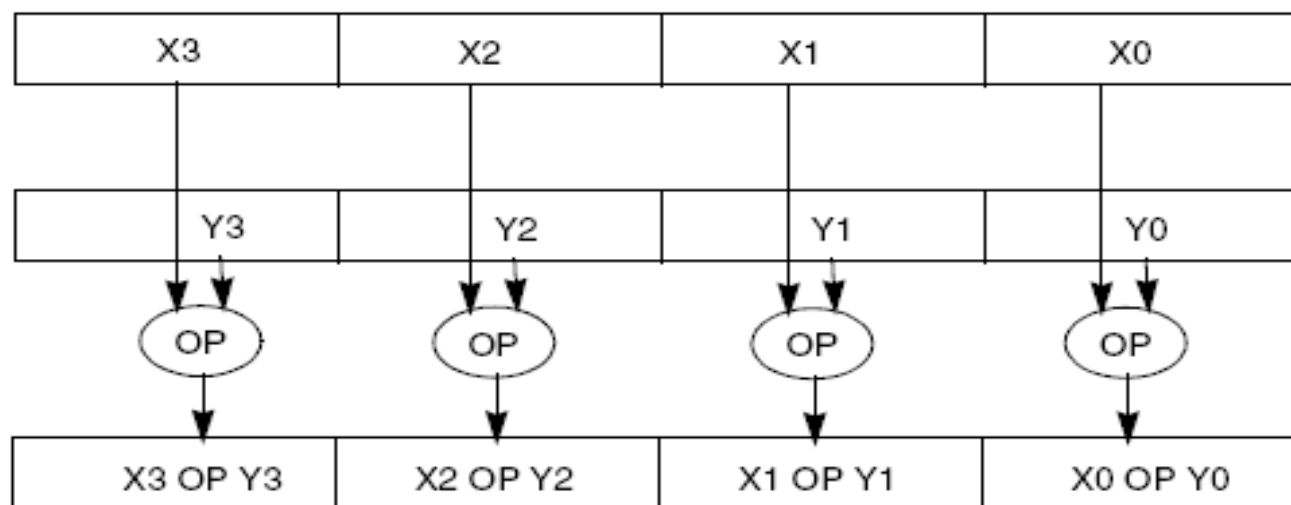 X3 X2 X1 X0
Y3 Y2 Y1 Y0
OP OP OP OP
X3 OP Y3 X2 OP Y2 X1 OP Y1 X0 OP Y0